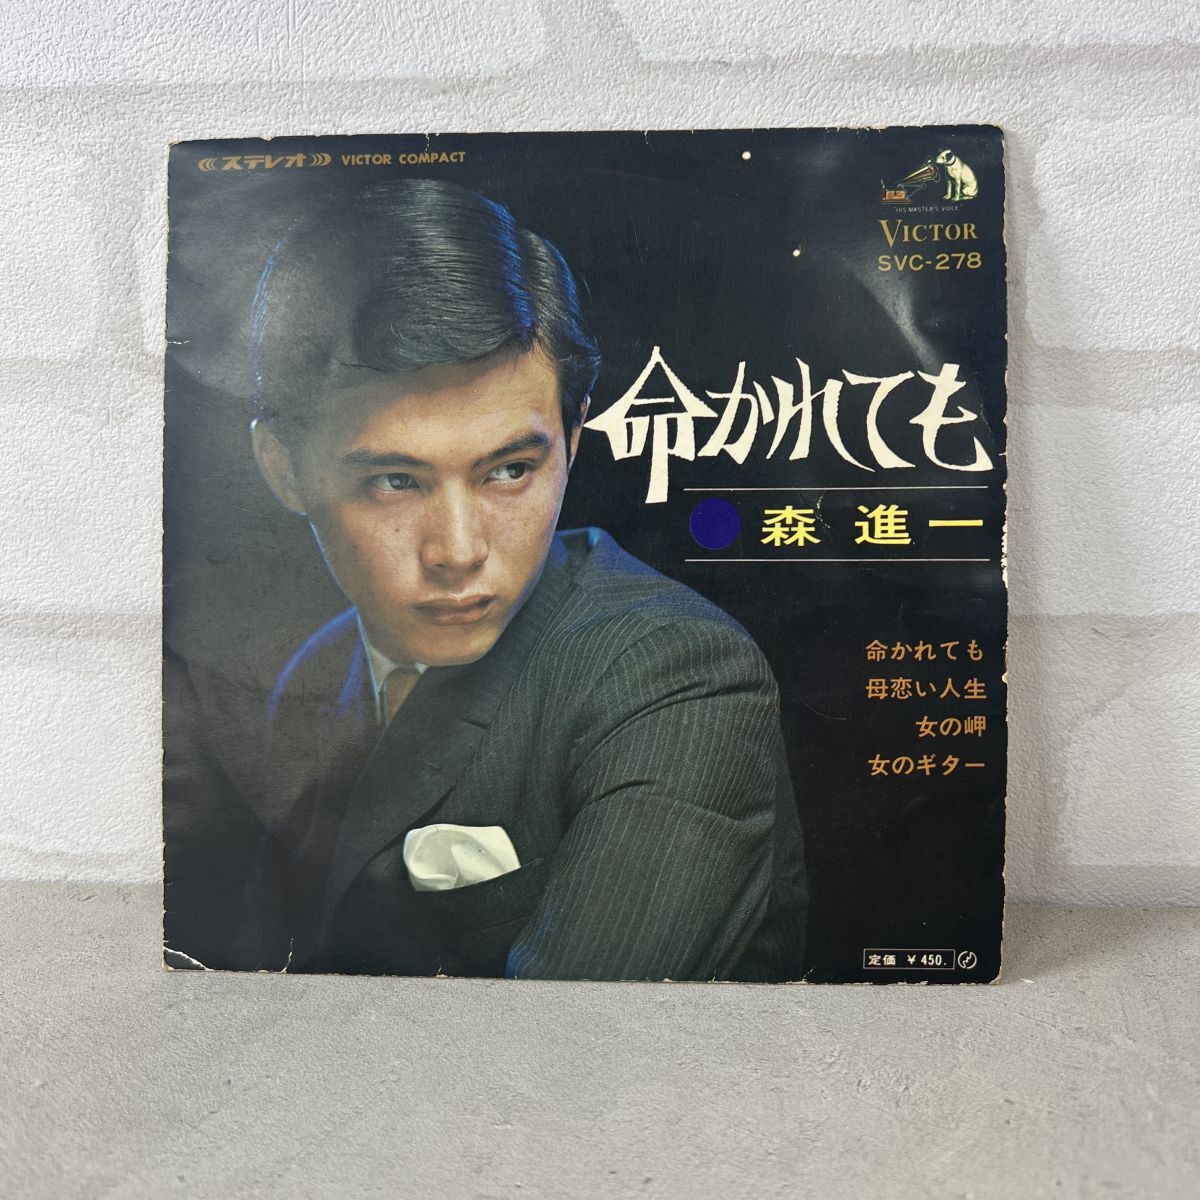 ステレオ VICTOR COMPACT
"HIS MASTER'S VOICE"
VICTOR
SVC-278
命かれても
森進一
命かれても
母恋い人生
女の岬
女のギター
定価 ¥450.